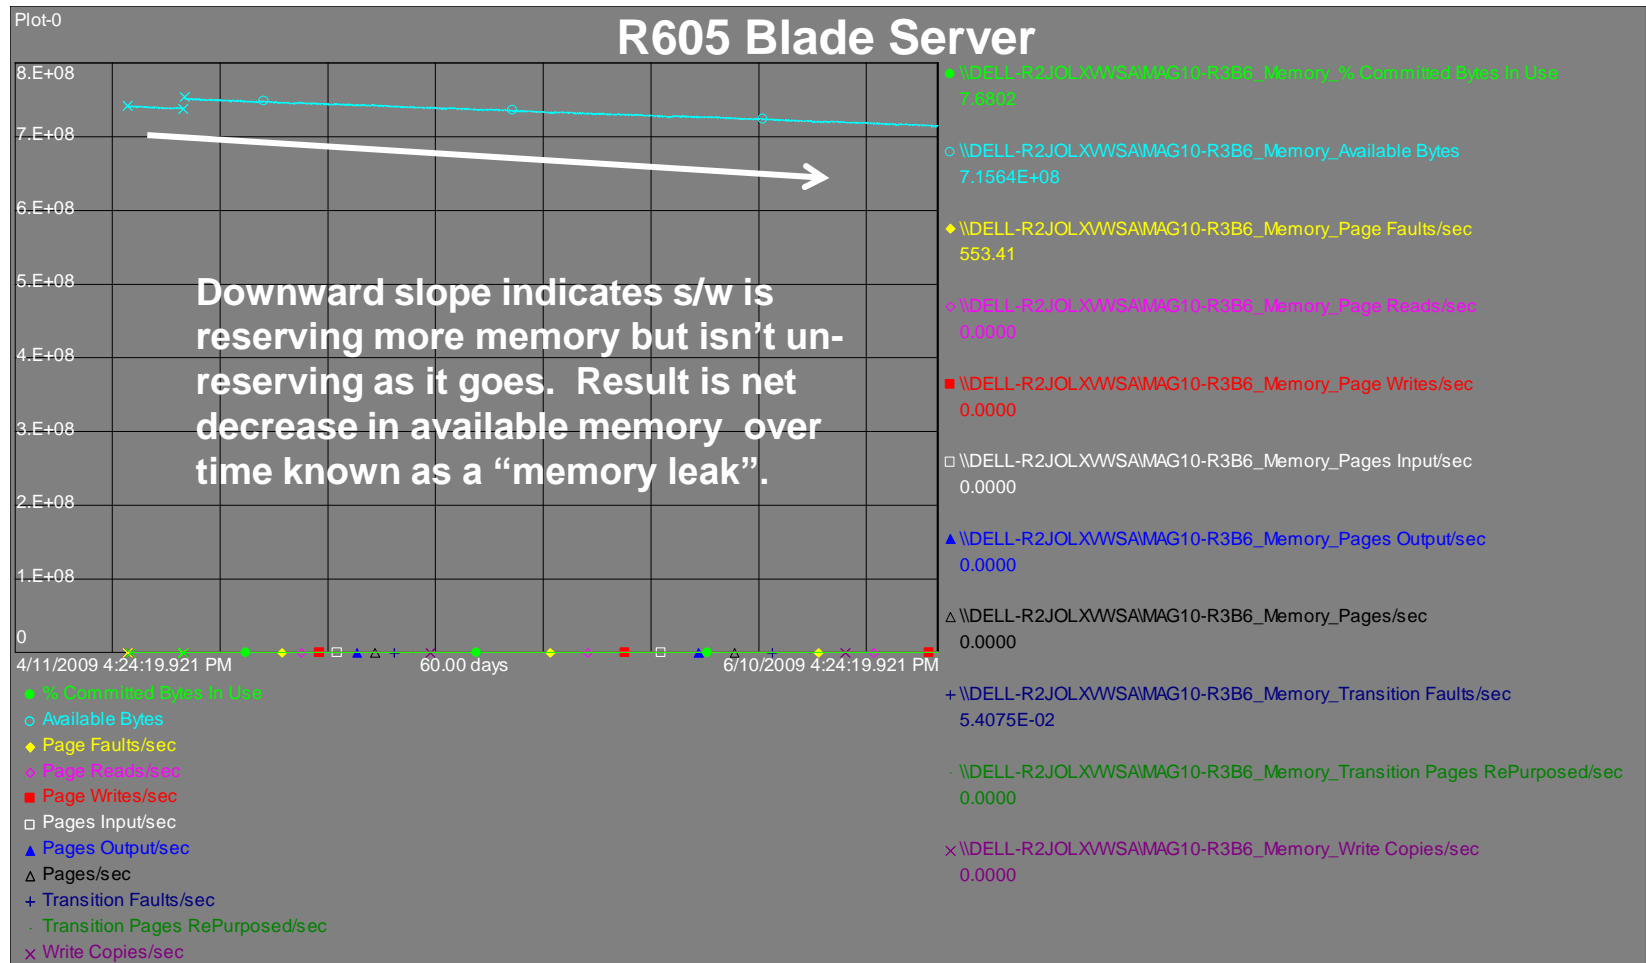 Plot-0
R605 Blade Server
8.E+08
7.E+08
6.E+08
5.E+08
4.E+08
3.E+08
2.E+08
1.E+08
0
Downward slope indicates s/w is
reserving more memory but isn’t un-
reserving as it goes. Result is net
decrease in available memory over
time known as a “memory leak”.
4/11/2009 4:24:19.921 PM
60.00 days
6/10/2009 4:24:19.921 PM
% Committed Bytes In Use
Available Bytes
Page Faults/sec
Page Reads/sec
Page Writes/sec
Pages Input/sec
Pages Output/sec
Pages/sec
Transition Faults/sec
Transition Pages RePurposed/sec
Write Copies/sec
\\DELL-R2JOLXVWSA\MAG10-R3B6_Memory_% Committed Bytes In Use
7.6802
\\DELL-R2JOLXVWSA\MAG10-R3B6_Memory_Available Bytes
7.1564E+08
\\DELL-R2JOLXVWSA\MAG10-R3B6_Memory_Page Faults/sec
553.41
\\DELL-R2JOLXVWSA\MAG10-R3B6_Memory_Page Reads/sec
0.0000
\\DELL-R2JOLXVWSA\MAG10-R3B6_Memory_Page Writes/sec
0.0000
\\DELL-R2JOLXVWSA\MAG10-R3B6_Memory_Pages Input/sec
0.0000
\\DELL-R2JOLXVWSA\MAG10-R3B6_Memory_Pages Output/sec
0.0000
\\DELL-R2JOLXVWSA\MAG10-R3B6_Memory_Pages/sec
0.0000
\\DELL-R2JOLXVWSA\MAG10-R3B6_Memory_Transition Faults/sec
5.4075E-02
\\DELL-R2JOLXVWSA\MAG10-R3B6_Memory_Transition Pages RePurposed/sec
0.0000
\\DELL-R2JOLXVWSA\MAG10-R3B6_Memory_Write Copies/sec
0.0000